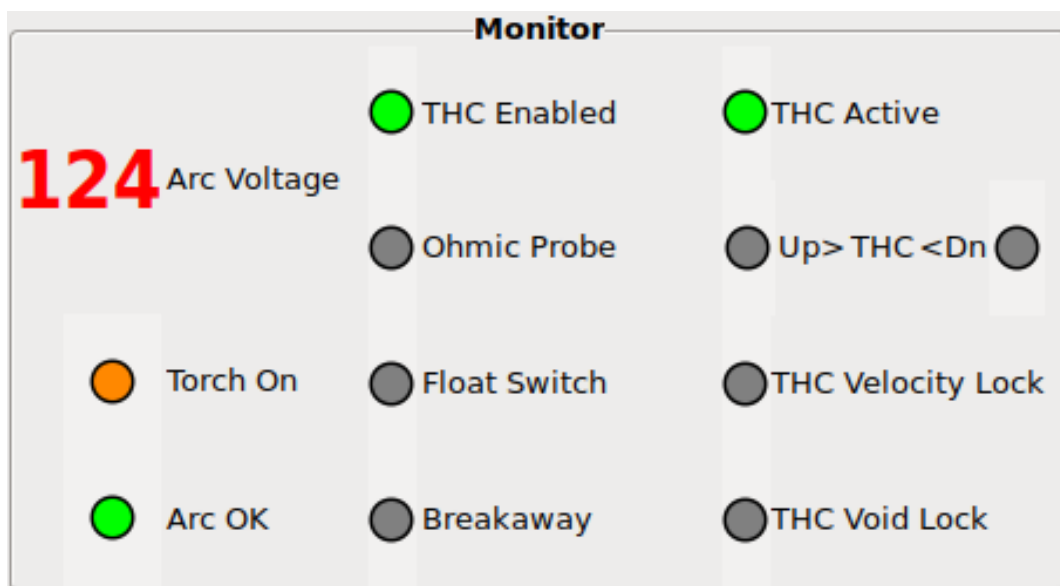 Monitor
THC Enabled THC Active
124 Arc Voltage
Ohmic Probe Up> THC <Dn
Torch On Float Switch THC Velocity Lock
Arc OK Breakaway THC Void Lock